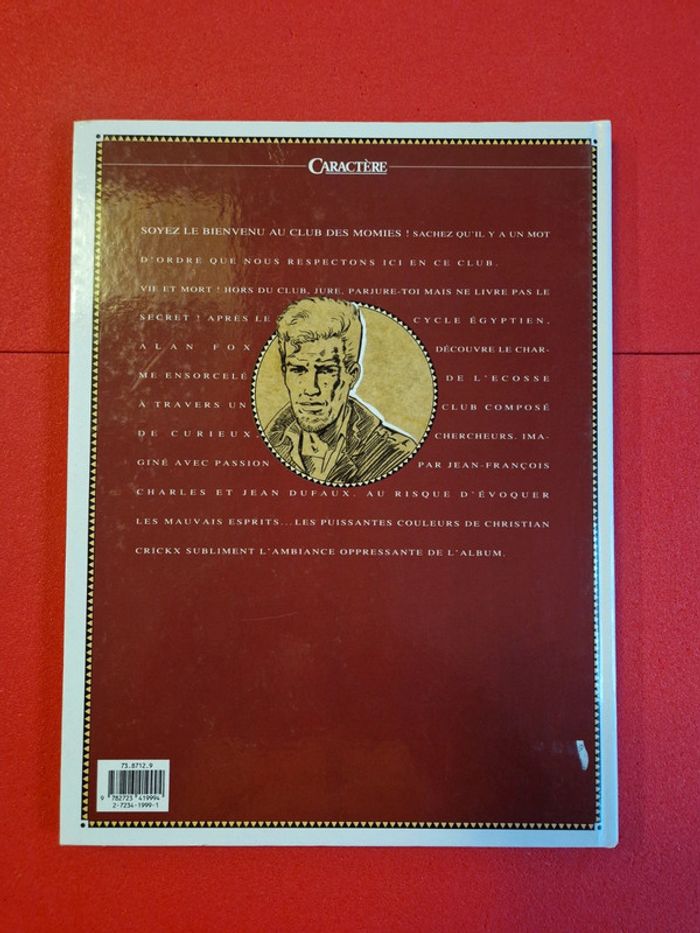 CARACTÈRE
SOYEZ LE BIENVENU AU CLUB DES MOMIES ! SACHEZ QU'IL Y A UN MOT
D'ORDRE QUE NOUS RESPECTONS ICI EN CE CLUB.
VIE ET MORT ! HORS DU CLUB, JURE, PARJURE-TOI MAIS NE LIVRE PAS LE
SECRET ! APRÈS LE CYCLE ÉGYPTIEN,
ALAN FOX DÉCOUVRE LE CHAR-
ME ENSORCELÉ DE L'ECOSSE
À TRAVERS UN CLUB COMPOSÉ
DE CURIEUX CHERCHEURS. IMA-
GINÉ AVEC PASSION PAR JEAN-FRANÇOIS
CHARLES ET JEAN DUFAUX. AU RISQUE D'ÉVOQUER
LES MAUVAIS ESPRITS... LES PUISSANTES COULEURS DE CHRISTIAN
CRICKX SUBLIMENT L'AMBIANCE OPPRESSANTE DE L'ALBUM.
73.8712.9
9 782723 419994
2-7234-1999-1